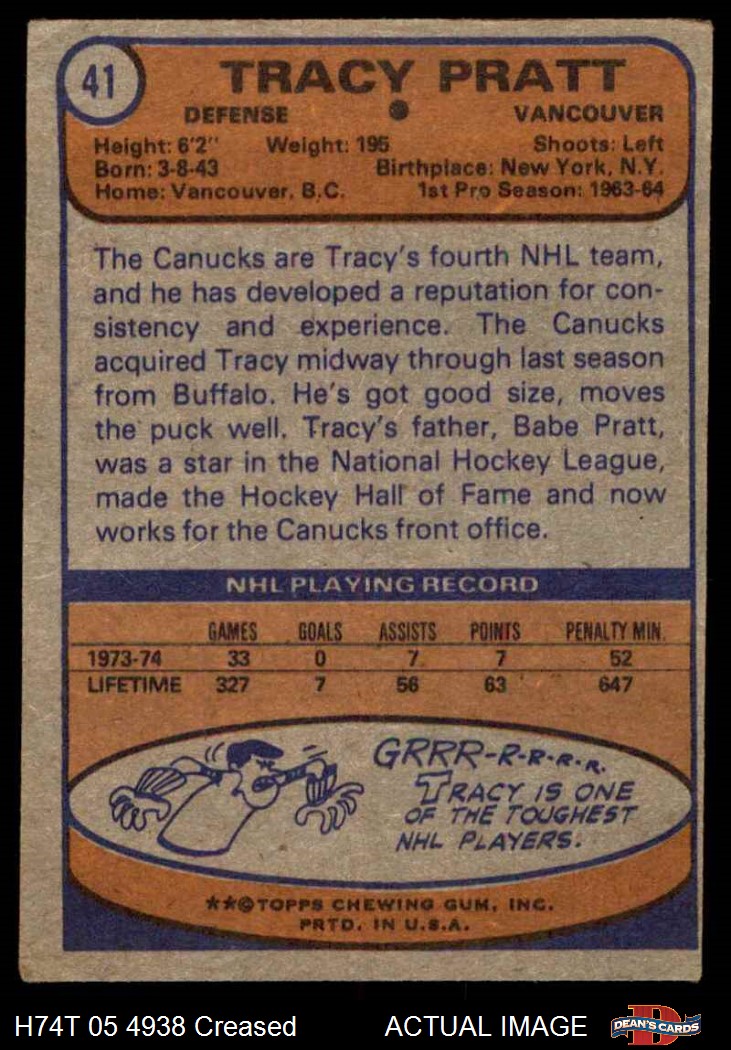 41
TRACY PRATT
DEFENSE VANCOUVER
Height: 6'2" Weight: 195 Shoots: Left
Born: 3-8-43 Birthplace: New York, N.Y.
Home: Vancouver, B.C. 1st Pro Season: 1963-64
The Canucks are Tracy's fourth NHL team,
and he has developed a reputation for con-
sistency and experience. The Canucks
acquired Tracy midway through last season
from Buffalo. He's got good size, moves
the puck well. Tracy's father, Babe Pratt,
was a star in the National Hockey League,
made the Hockey Hall of Fame and now
works for the Canucks front office.
NHL PLAYING RECORD
GAMES GOALS ASSISTS POINTS PENALTY MIN.
1973-74 33 0 7 7 52
LIFETIME 327 7 56 63 647
GRRR-R-R-R-R.
TRACY IS ONE
OF THE TOUGHEST
NHL PLAYERS.
**©TOPPS CHEWING GUM, INC.
PRTD. IN U.S.A.
H74T 05 4938 Creased ACTUAL IMAGE
D
DEAN'S CARDS